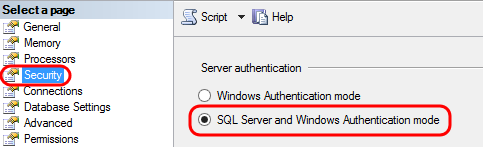 Select a page
General
Memory
Processors
Security
Connections
Database Settings
Advanced
Permissions
Script Help
Server authentication
Windows Authentication mode
SQL Server and Windows Authentication mode